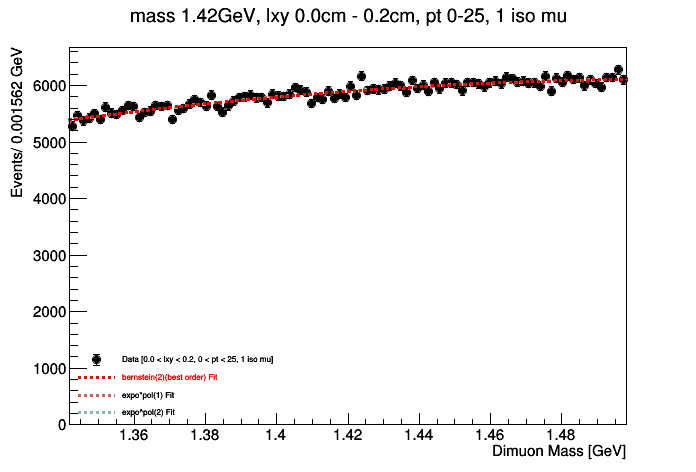 mass 1.42GeV, lxy 0.0cm - 0.2cm, pt 0-25, 1 iso mu
Events/ 0.001562 GeV
6000
5000
4000
3000
2000
1000
0
Data [0.0 < lxy < 0.2, 0 < pt < 25, 1 iso mu]
bernstein(2)(best order) Fit
expo*pol(1) Fit
expo^pol(2) Fit
1.36
1.38
1.4
1.42
1.44
1.46
1.48
Dimuon Mass [GeV]